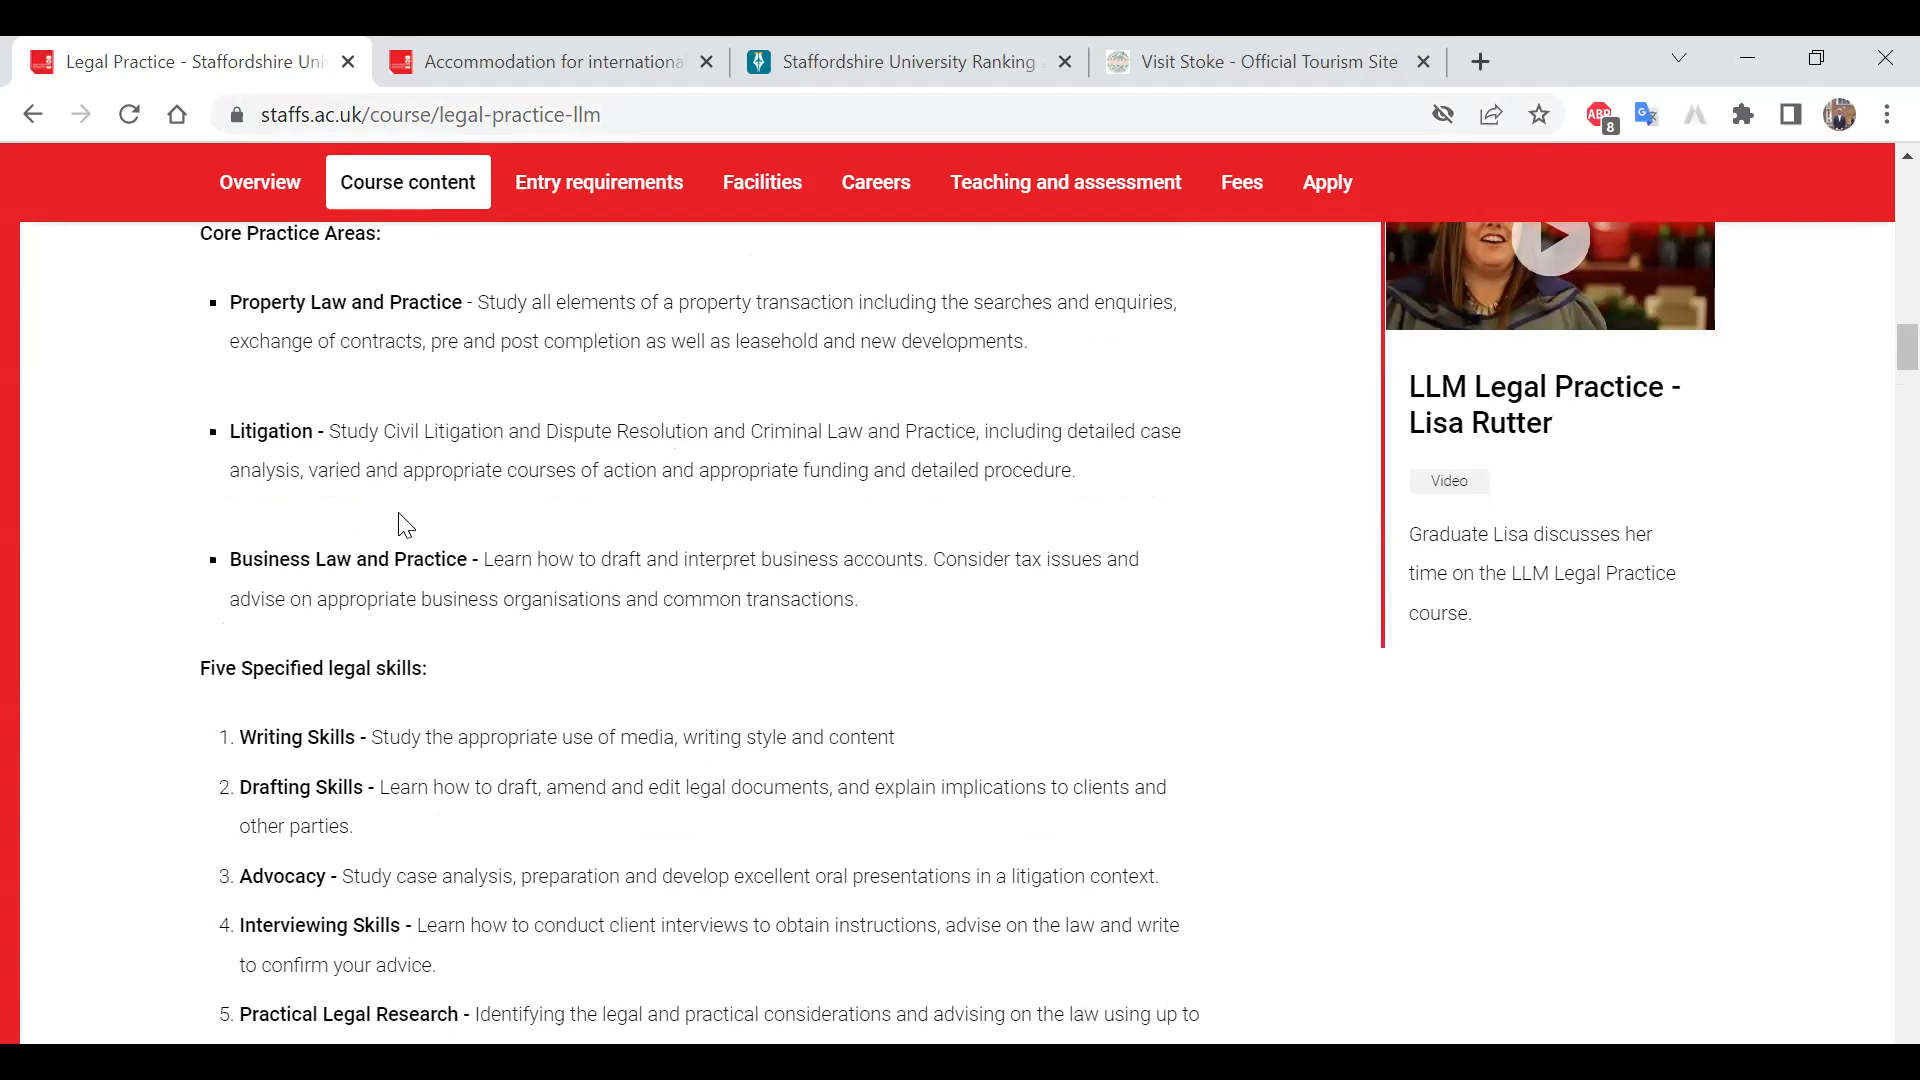 Legal Practice - Staffordshire Uni
Accommodation for internationa
Staffordshire University Ranking
Visit Stoke - Official Tourism Site
staffs.ac.uk/course/legal-practice-llm
ABP
8
Overview
Course content
Entry requirements
Facilities
Careers
Teaching and assessment
Fees
Apply
Core Practice Areas:
▪ Property Law and Practice - Study all elements of a property transaction including the searches and enquiries,
exchange of contracts, pre and post completion as well as leasehold and new developments.
▪ Litigation - Study Civil Litigation and Dispute Resolution and Criminal Law and Practice, including detailed case
analysis, varied and appropriate courses of action and appropriate funding and detailed procedure.
▪ Business Law and Practice - Learn how to draft and interpret business accounts. Consider tax issues and
advise on appropriate business organisations and common transactions.
Five Specified legal skills:
1. Writing Skills - Study the appropriate use of media, writing style and content
2. Drafting Skills - Learn how to draft, amend and edit legal documents, and explain implications to clients and
other parties.
3. Advocacy - Study case analysis, preparation and develop excellent oral presentations in a litigation context.
4. Interviewing Skills - Learn how to conduct client interviews to obtain instructions, advise on the law and write
to confirm your advice.
5. Practical Legal Research - Identifying the legal and practical considerations and advising on the law using up to
LLM Legal Practice -
Lisa Rutter
Video
Graduate Lisa discusses her
time on the LLM Legal Practice
course.